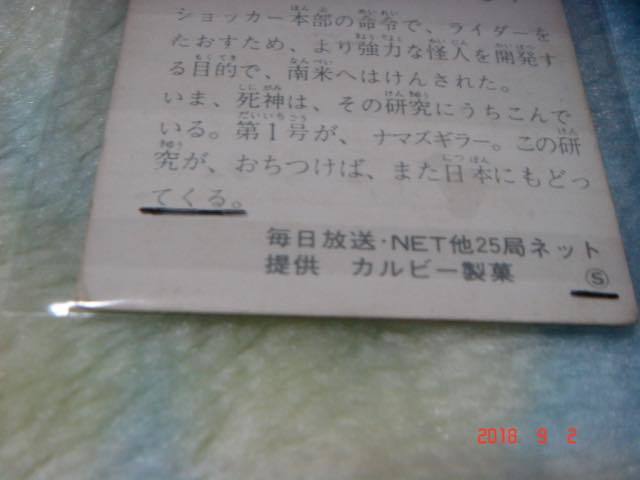 ショッカー本部の命令で、ライダーを
たおすため、より強力な怪人を開発す
る目的で、南米へはけんされた。
いま、死神は、その研究にうちこんで
いる。第1号が、ナマズギラー。この研
究が、おちつけば、また日本にもどっ
てくる。
毎日放送・NET他25局ネット
提供 カルビー製菓 Ⓢ
2018. 9. 2